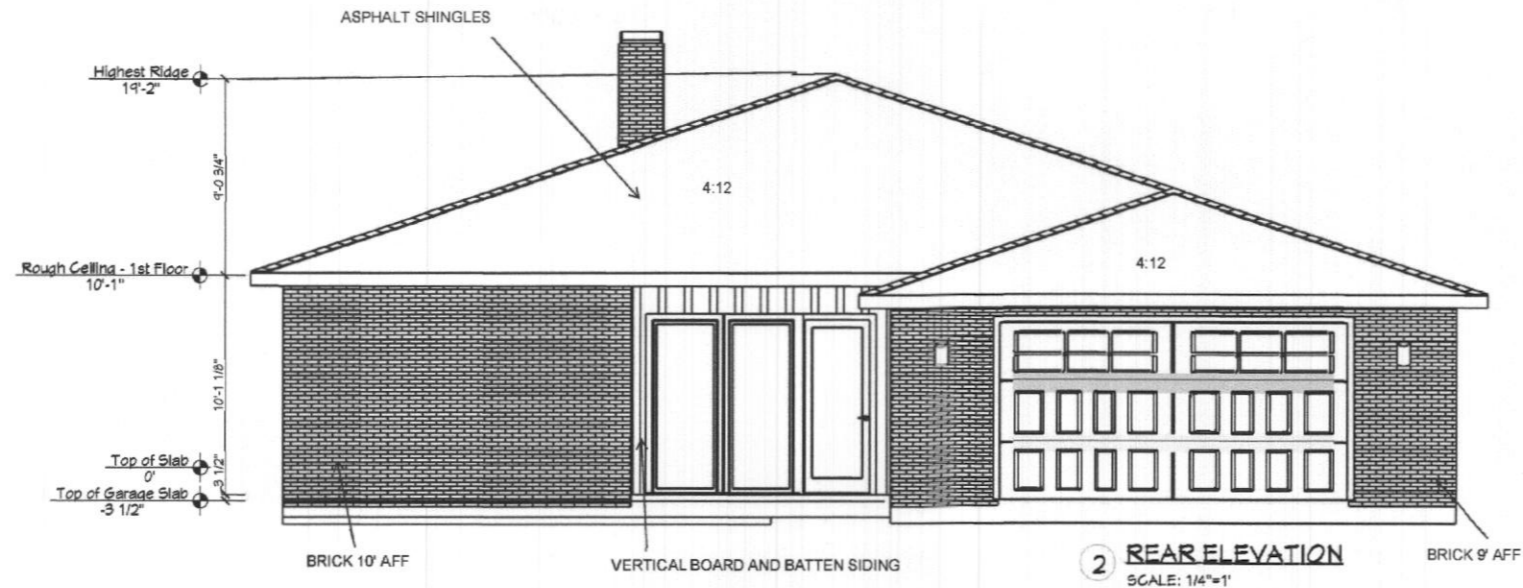 ASPHALT SHINGLES
Highest Ridge
19'-2"
9'-0 3/4"
4:12
Rough Ceiling - 1st Floor
10'-1"
4:12
10'-1 1/8"
Top of Slab
0'
3 1/2"
Top of Garage Slab
-3 1/2"
BRICK 10' AFF
VERTICAL BOARD AND BATTEN SIDING
2 REAR ELEVATION
SCALE: 1/4"=1'
BRICK 9' AFF